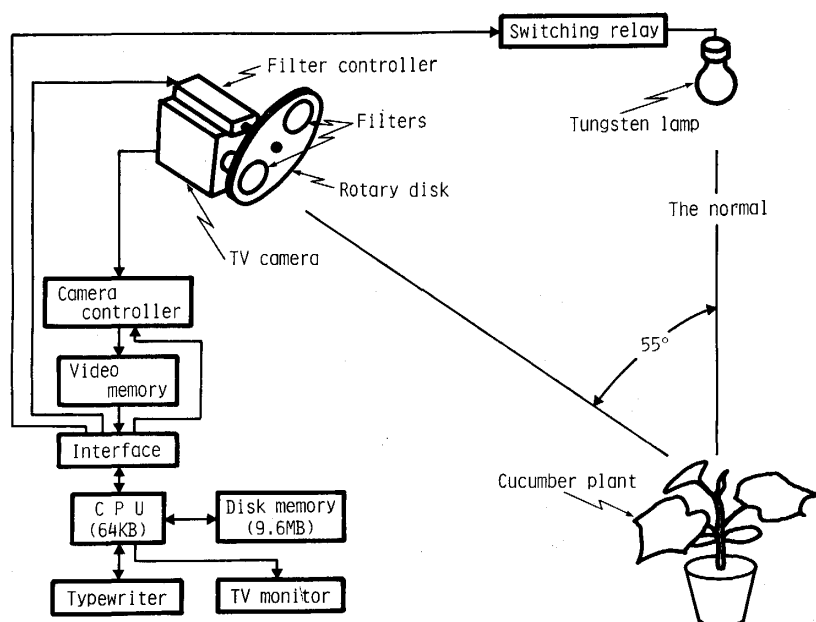 Switching relay
Filter controller
Tungsten lamp
Filters
Rotary disk
The normal
TV camera
Camera
controller
55°
Video
memory
Interface
Cucumber plant
C P U
(64KB)
Disk memory
(9.6MB)
Typewriter
TV monitor